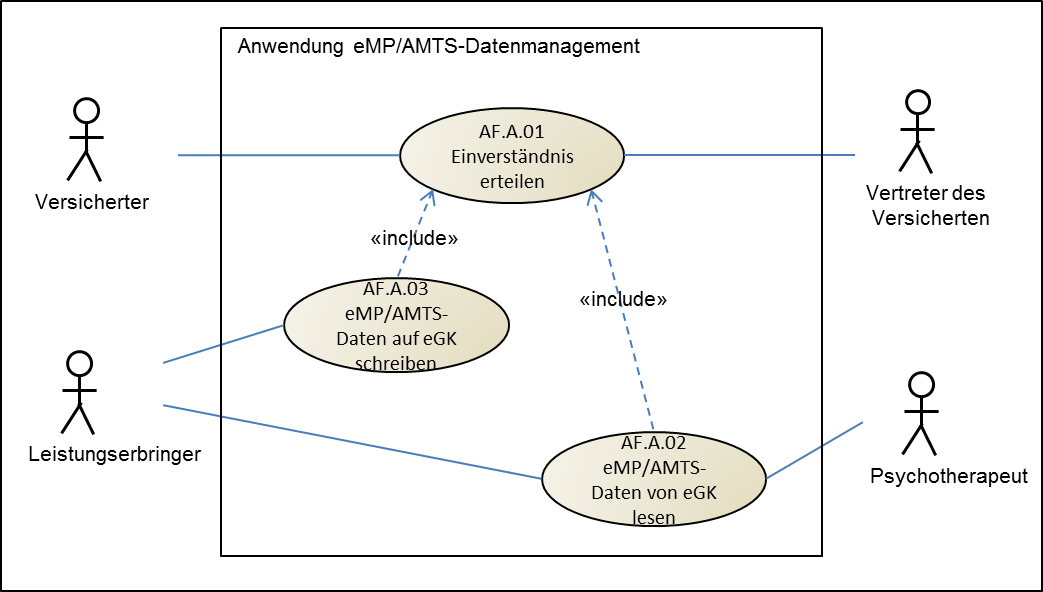 Anwendung eMP/AMTS-Datenmanagement
Versicherter
AF.A.01
Einverständnis
erteilen
Vertreter des
Versicherten
«include»
«include»
AF.A.03
eMP/AMTS-
Daten auf eGK
schreiben
Leistungserbringer
AF.A.02
eMP/AMTS-
Daten von eGK
lesen
Psychotherapeut